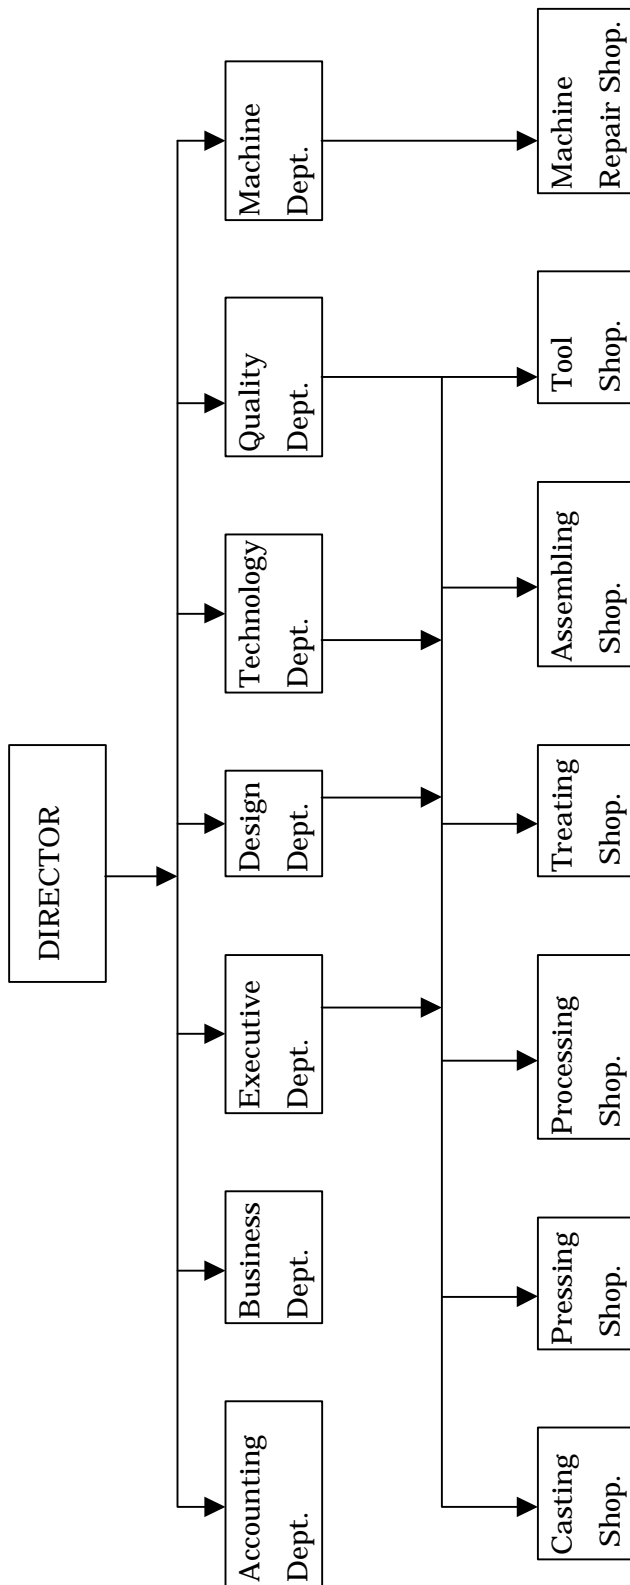 DIRECTOR
Accounting
Dept.
Business
Dept.
Executive
Dept.
Design
Dept.
Technology
Dept.
Quality
Dept.
Machine
Dept.
Casting
Shop.
Pressing
Shop.
Processing
Shop.
Treating
Shop.
Assembling
Shop.
Tool
Shop.
Machine
Repair Shop.